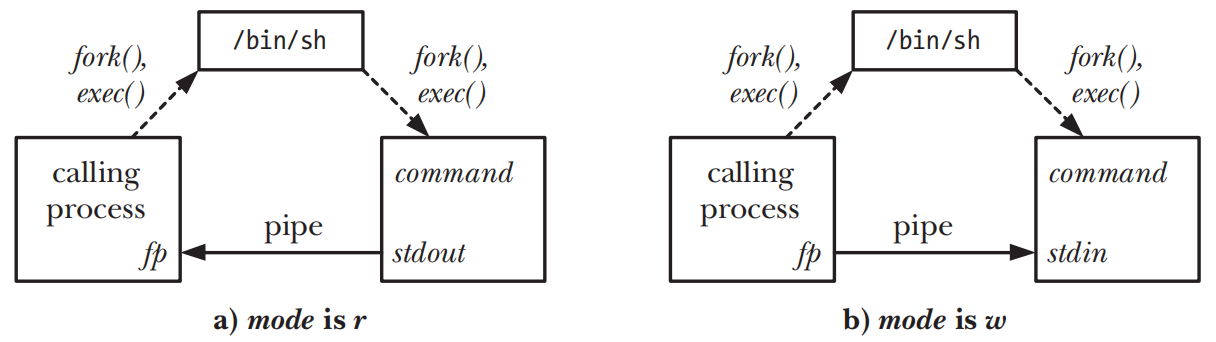 /bin/sh
fork(),
exec()
fork(),
exec()
calling
process
fp
pipe
command
stdout
a) mode is r
/bin/sh
fork(),
exec()
fork(),
exec()
calling
process
fp
pipe
command
stdin
b) mode is w